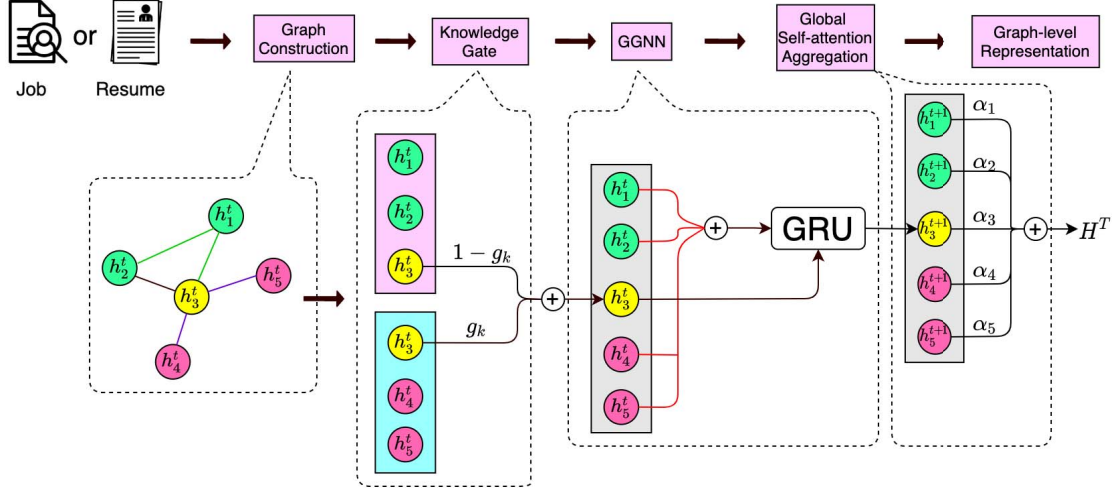 Job
or
Resume
Graph
Construction
Knowledge
Gate
GGNN
Global
Self-attention
Aggregation
Graph-level
Representation
h_1^t
h_2^t
h_3^t
h_5^t
h_4^t
h_1^t
h_2^t
h_3^t
1 − g_k
h_3^t
g_k
h_4^t
h_5^t
+
h_1^t
h_2^t
h_3^t
h_4^t
h_5^t
+
GRU
h_1^{t+1}
α_1
h_2^{t+1}
α_2
h_3^{t+1}
α_3
h_4^{t+1}
α_4
h_5^{t+1}
α_5
+
H^T